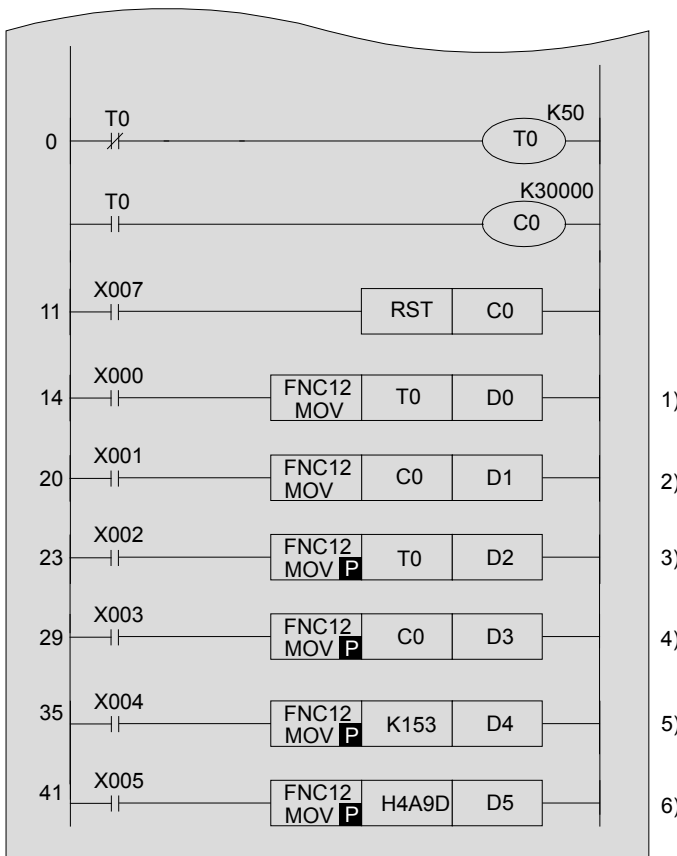 T0 K50
0 T0
T0 K30000
C0
X007
11 RST C0
X000
14 FNC12 MOV T0 D0 1)
X001
20 FNC12 MOV C0 D1 2)
X002
23 FNC12 MOV P T0 D2 3)
X003
29 FNC12 MOV P C0 D3 4)
X004
35 FNC12 MOV P K153 D4 5)
X005
41 FNC12 MOV P H4A9D D5 6)